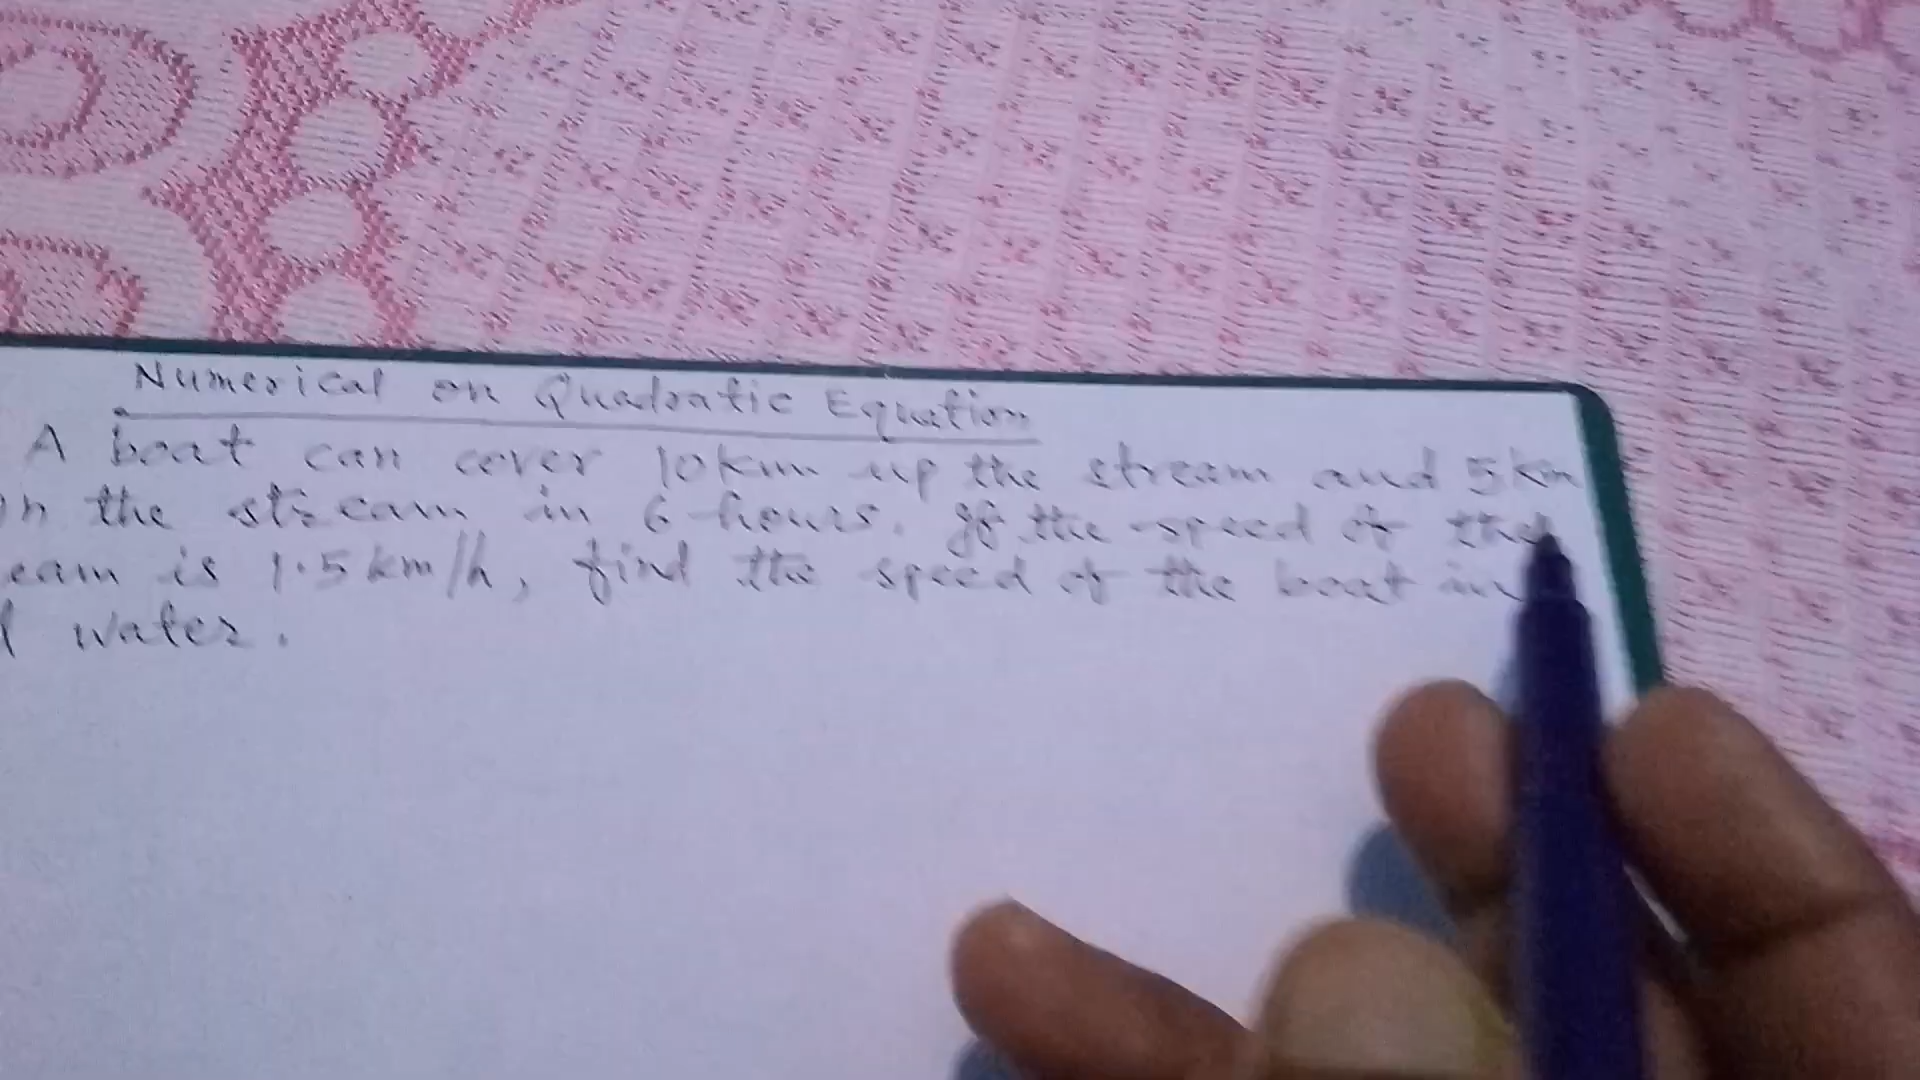 Numerical on Quadratic Equation
A boat can cover 10km up the stream and 5km
the stream in 6 hours. If the speed of the
eam is 1.5km/h, find the speed of the boat in
water.